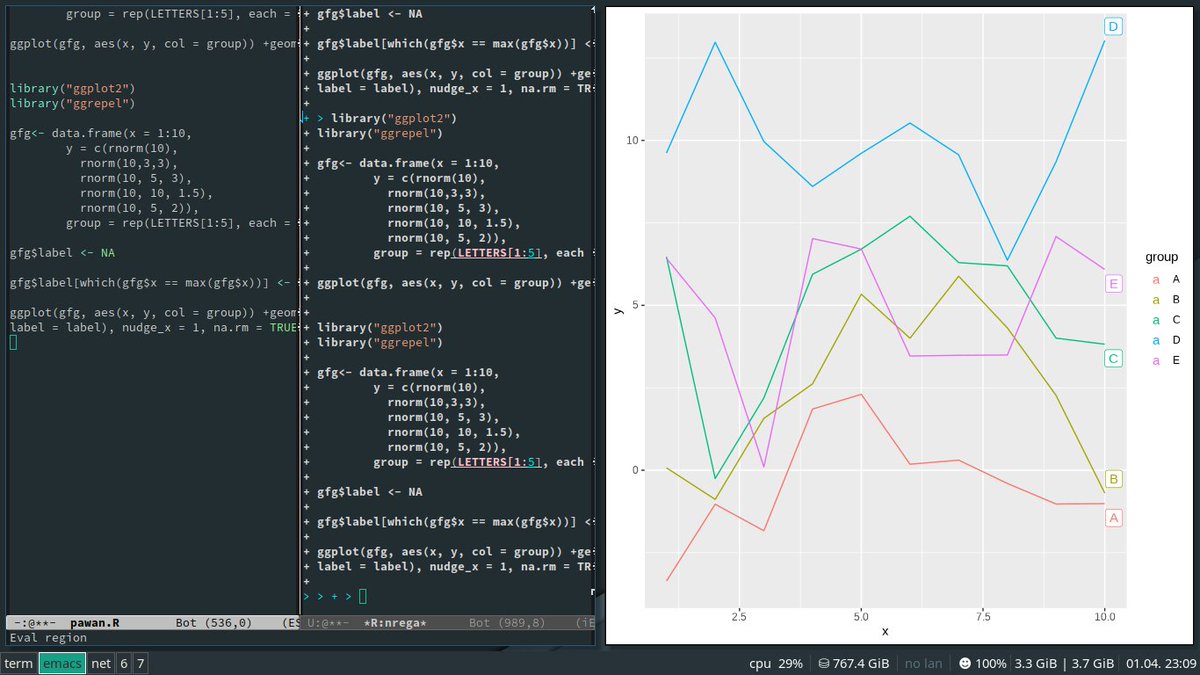 group = rep(LETTERS[1:5], each =
ggplot(gfg, aes(x, y, col = group)) +geom
library("ggplot2")
library("ggrepel")
gfg<- data.frame(x = 1:10,
y = c(rnorm(10),
rnorm(10,3,3),
rnorm(10, 5, 3),
rnorm(10, 10, 1.5),
rnorm(10, 5, 2)),
group = rep(LETTERS[1:5], each =
gfg$label <- NA
gfg$label[which(gfg$x == max(gfg$x))] <-
ggplot(gfg, aes(x, y, col = group)) +geom
label = label), nudge_x = 1, na.rm = TRUE
-:@**- pawan.R Bot (536,0) (ES
Eval region
+ gfg$label <- NA
+
+ gfg$label[which(gfg$x == max(gfg$x))] <
+
+ ggplot(gfg, aes(x, y, col = group)) +ge
+ label = label), nudge_x = 1, na.rm = TR
+
+ > library("ggplot2")
+ library("ggrepel")
+
+ gfg<- data.frame(x = 1:10,
+ y = c(rnorm(10),
+ rnorm(10,3,3),
+ rnorm(10, 5, 3),
+ rnorm(10, 10, 1.5),
+ rnorm(10, 5, 2)),
+ group = rep(LETTERS[1:5], each
+
+ ggplot(gfg, aes(x, y, col = group)) +ge
+
+
+ library("ggplot2")
+ library("ggrepel")
+
+ gfg<- data.frame(x = 1:10,
+ y = c(rnorm(10),
+ rnorm(10,3,3),
+ rnorm(10, 5, 3),
+ rnorm(10, 10, 1.5),
+ rnorm(10, 5, 2)),
+ group = rep(LETTERS[1:5], each
+
+ gfg$label <- NA
+
+ gfg$label[which(gfg$x == max(gfg$x))] <
+
+ ggplot(gfg, aes(x, y, col = group)) +ge
+ label = label), nudge_x = 1, na.rm = TR
+
> > + >
U:@**- *R:nrega* Bot (989,8) (iE
D
10
E
5
C
B
0
A
y
2.5 5.0 7.5 10.0
x
group
a A
a B
a C
a D
a E
term emacs net 6 7
cpu 29% 767.4 GiB no lan 100% 3.3 GiB | 3.7 GiB 01.04. 23:09